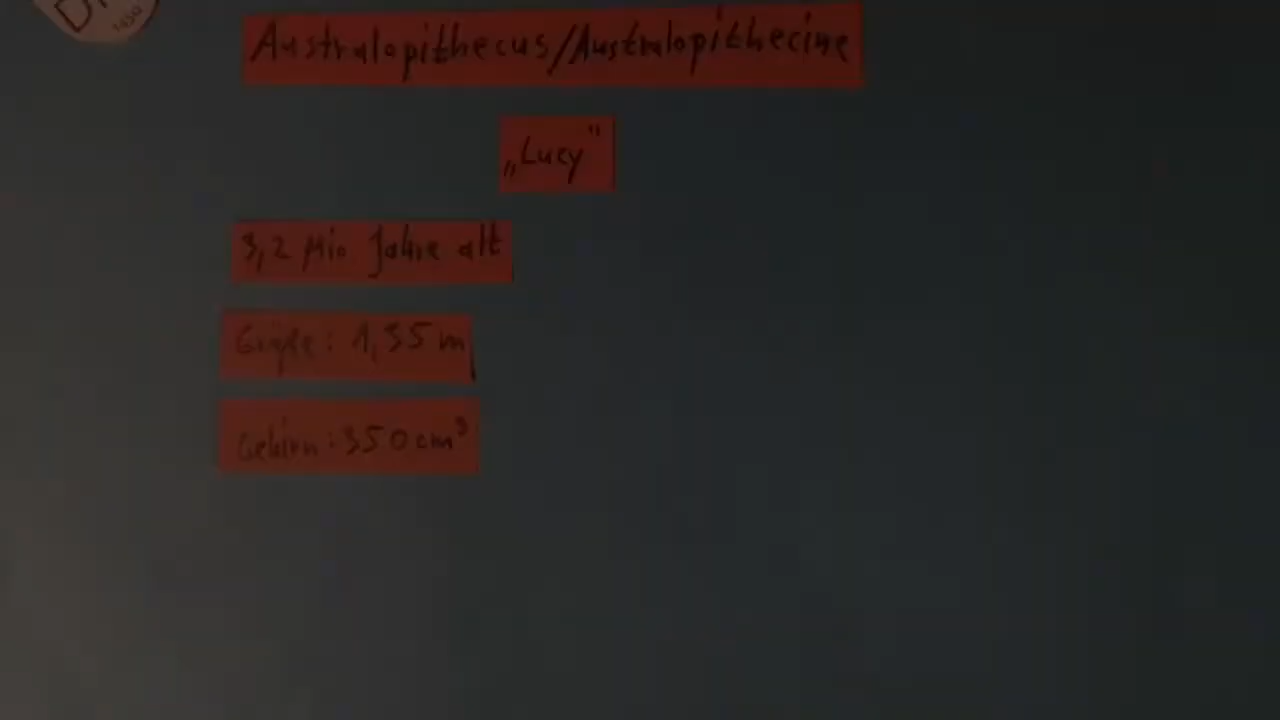 Australopithecus/Australopithecine
„Lucy"
3,2 Mio Jahre alt
Größe: 1,35 m
Gehirn: 350 cm³